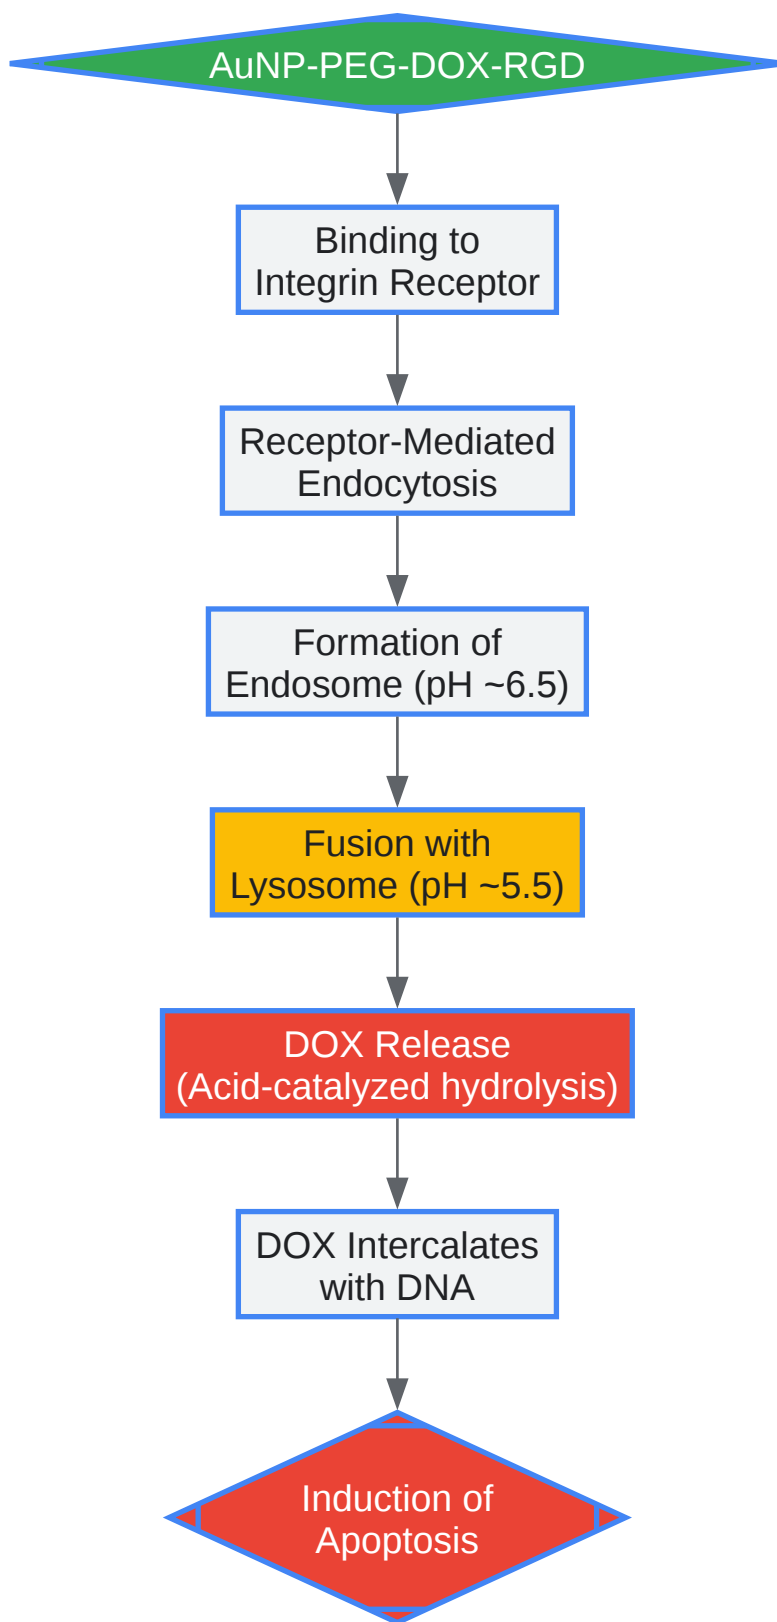 AuNP-PEG-DOX-RGD
Binding to
Integrin Receptor
Receptor-Mediated
Endocytosis
Formation of
Endosome (pH ~6.5)
Fusion with
Lysosome (pH ~5.5)
DOX Release
(Acid-catalyzed hydrolysis)
DOX Intercalates
with DNA
Induction of
Apoptosis